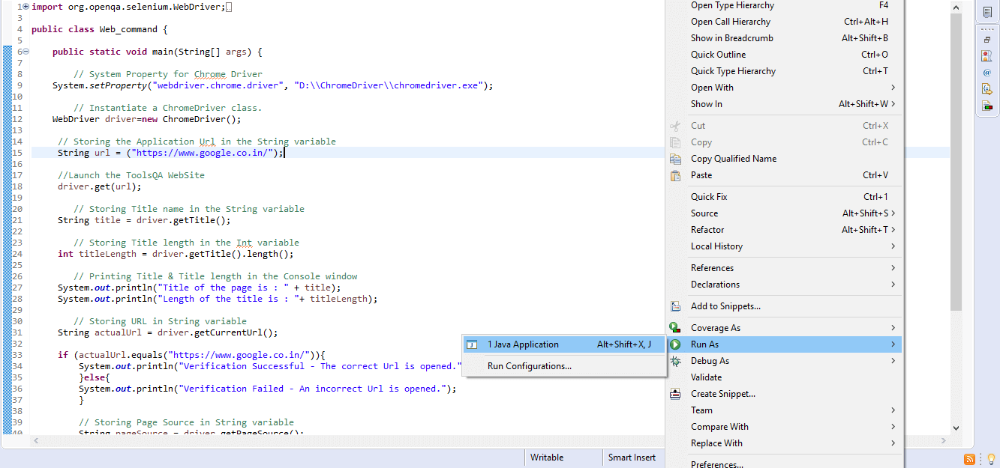 1 import org.openqa.selenium.WebDriver;
3
4 public class Web_command {
5
6 public static void main(String[] args) {
7
8 // System Property for Chrome Driver
9 System.setProperty("webdriver.chrome.driver", "D:\\ChromeDriver\\chromedriver.exe");
10
11 // Instantiate a ChromeDriver class.
12 WebDriver driver=new ChromeDriver();
13
14 // Storing the Application Url in the String variable
15 String url = ("https://www.google.co.in/");
16
17 //Launch the ToolsQA WebSite
18 driver.get(url);
19
20 // Storing Title name in the String variable
21 String title = driver.getTitle();
22
23 // Storing Title length in the Int variable
24 int titleLength = driver.getTitle().length();
25
26 // Printing Title & Title length in the Console window
27 System.out.println("Title of the page is : " + title);
28 System.out.println("Length of the title is : "+ titleLength);
29
30 // Storing URL in String variable
31 String actualUrl = driver.getCurrentUrl();
32
33 if (actualUrl.equals("https://www.google.co.in/")){
34 System.out.println("Verification Successful - The correct Url is opened."
35 }else{
36 System.out.println("Verification Failed - An incorrect Url is opened.");
37 }
38
39 // Storing Page Source in String variable
40 String pageSource = driver.getPageSource();
1 Java Application Alt+Shift+X, J
Run Configurations...
Open Type Hierarchy F4
Open Call Hierarchy Ctrl+Alt+H
Show in Breadcrumb Alt+Shift+B
Quick Outline Ctrl+O
Quick Type Hierarchy Ctrl+T
Open With
Show In Alt+Shift+W
Cut Ctrl+X
Copy Ctrl+C
Copy Qualified Name
Paste Ctrl+V
Quick Fix Ctrl+1
Source Alt+Shift+S
Refactor Alt+Shift+T
Local History
References
Declarations
Add to Snippets...
Coverage As
Run As
Debug As
Validate
Create Snippet...
Team
Compare With
Replace With
Preferences...
Writable
Smart Insert